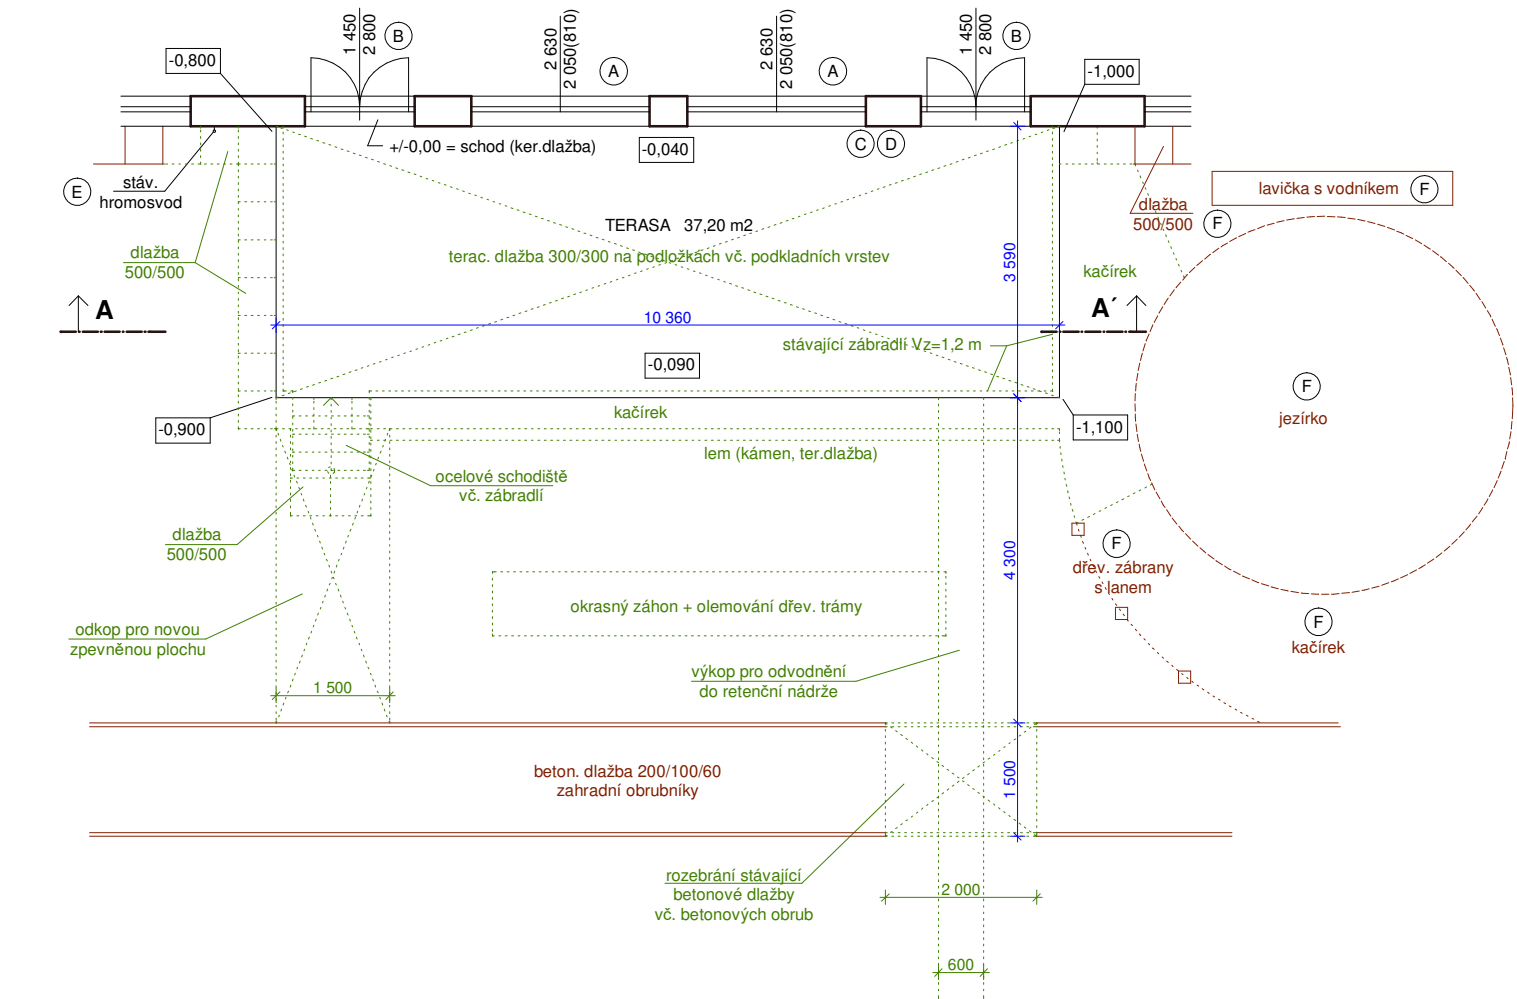 1 450
2 800
B
2 630
2 050(810)
A
2 630
2 050(810)
A
1 450
2 800
B
-0,800
-1,000
+/-0,00 = schod (ker.dlažba)
-0,040
C
D
E
stáv.
hromosvod
lavička s vodníkem
F
dlažba
500/500
F
TERASA 37,20 m2
terac. dlažba 300/300 na podložkách vč. podkladních vrstev
dlažba
500/500
3 590
kačírek
A
A´
10 360
stávající zábradlí Vz=1,2 m
-0,090
F
jezírko
kačírek
-0,900
-1,100
lem (kámen, ter.dlažba)
ocelové schodiště
vč. zábradlí
dlažba
500/500
4 300
F
dřev. zábrany
s lanem
okrasný záhon + olemování dřev. trámy
F
kačírek
odkop pro novou
zpevněnou plochu
výkop pro odvodnění
do retenční nádrže
1 500
beton. dlažba 200/100/60
zahradní obrubníky
1 500
rozebrání stávající
betonové dlažby
vč. betonových obrub
2 000
600